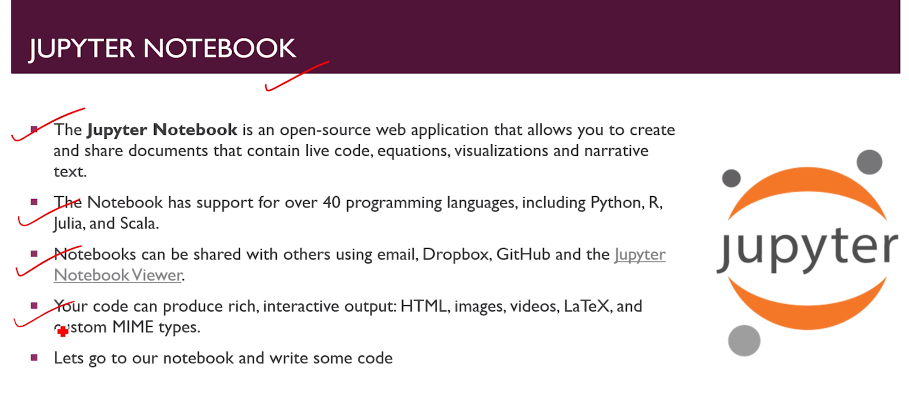 JUPYTER NOTEBOOK
The Jupyter Notebook is an open-source web application that allows you to create
and share documents that contain live code, equations, visualizations and narrative
text.
The Notebook has support for over 40 programming languages, including Python, R,
Julia, and Scala.
Notebooks can be shared with others using email, Dropbox, GitHub and the Jupyter
Notebook Viewer.
Your code can produce rich, interactive output: HTML, images, videos, LaTeX, and
custom MIME types.
Lets go to our notebook and write some code
jupyter